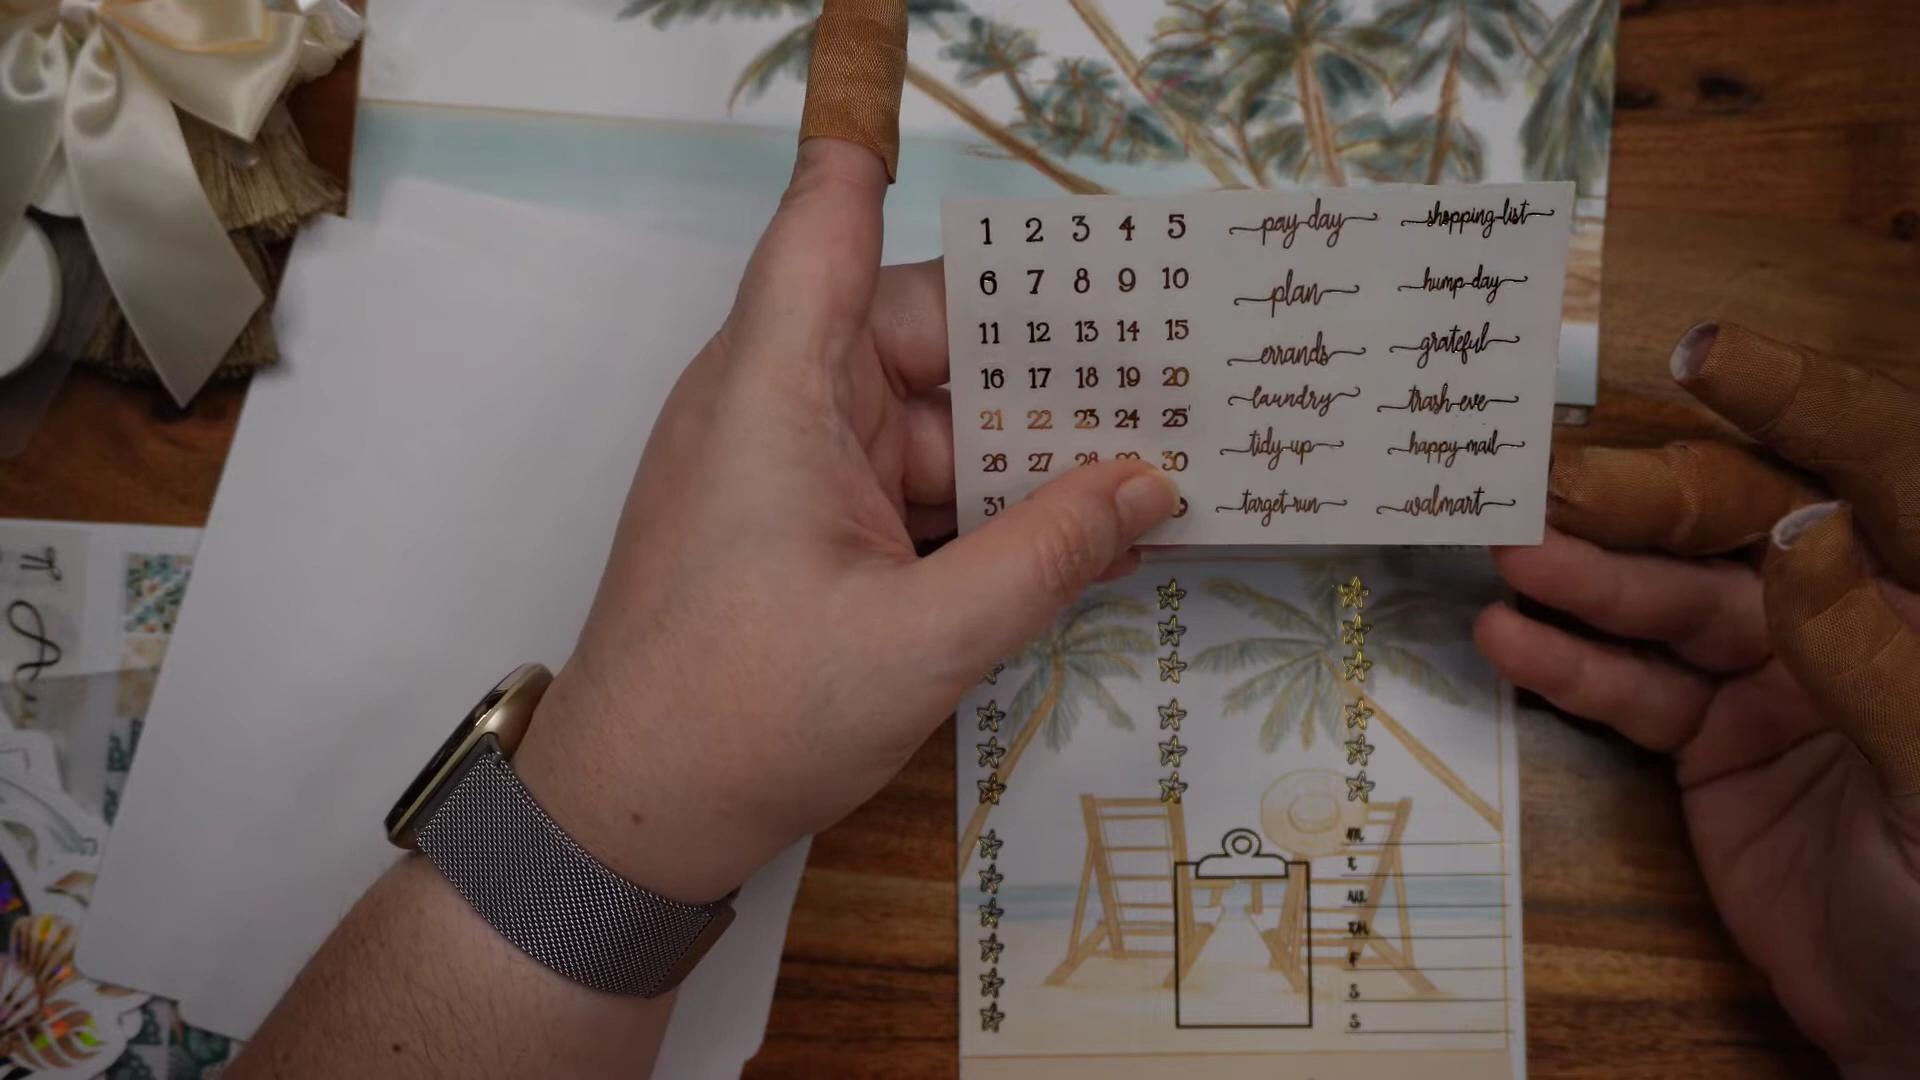 1 2 3 4 5 pay day shopping list
6 7 8 9 10 plan hump day
11 12 13 14 15 errands grateful
16 17 18 19 20 laundry trash eve
21 22 23 24 25 tidy up happy mail
26 27 28 29 30 target run walmart
31
m
t
w
th
f
s
s